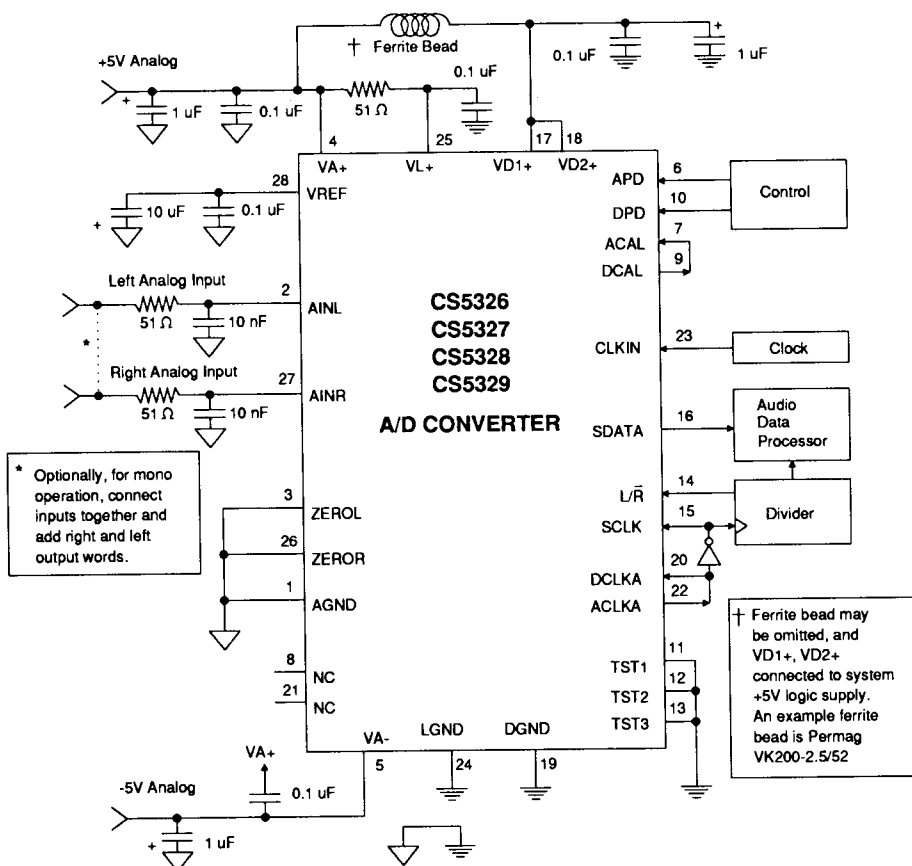 † Ferrite Bead
+
0.1 uF
1 uF
+5V Analog
+
1 uF
0.1 uF
51 Ω
0.1 uF
4
25
17
18
VA+
VL+
VD1+
VD2+
28
VREF
+
10 uF
0.1 uF
APD
6
DPD
10
Control
ACAL
7
DCAL
9
Left Analog Input
2
AINL
51 Ω
10 nF
*
Right Analog Input
27
AINR
51 Ω
10 nF
CS5326
CS5327
CS5328
CS5329
A/D CONVERTER
CLKIN
23
Clock
SDATA
16
Audio
Data
Processor
L/R̄
14
SCLK
15
Divider
DCLKA
20
ACLKA
22
* Optionally, for mono
operation, connect
inputs together and
add right and left
output words.
3
ZEROL
26
ZEROR
1
AGND
8
NC
21
NC
TST1
11
TST2
12
TST3
13
† Ferrite bead may
be omitted, and
VD1+, VD2+
connected to system
+5V logic supply.
An example ferrite
bead is Permag
VK200-2.5/52
VA-
LGND
DGND
5
24
19
VA+
0.1 uF
-5V Analog
+
1 uF